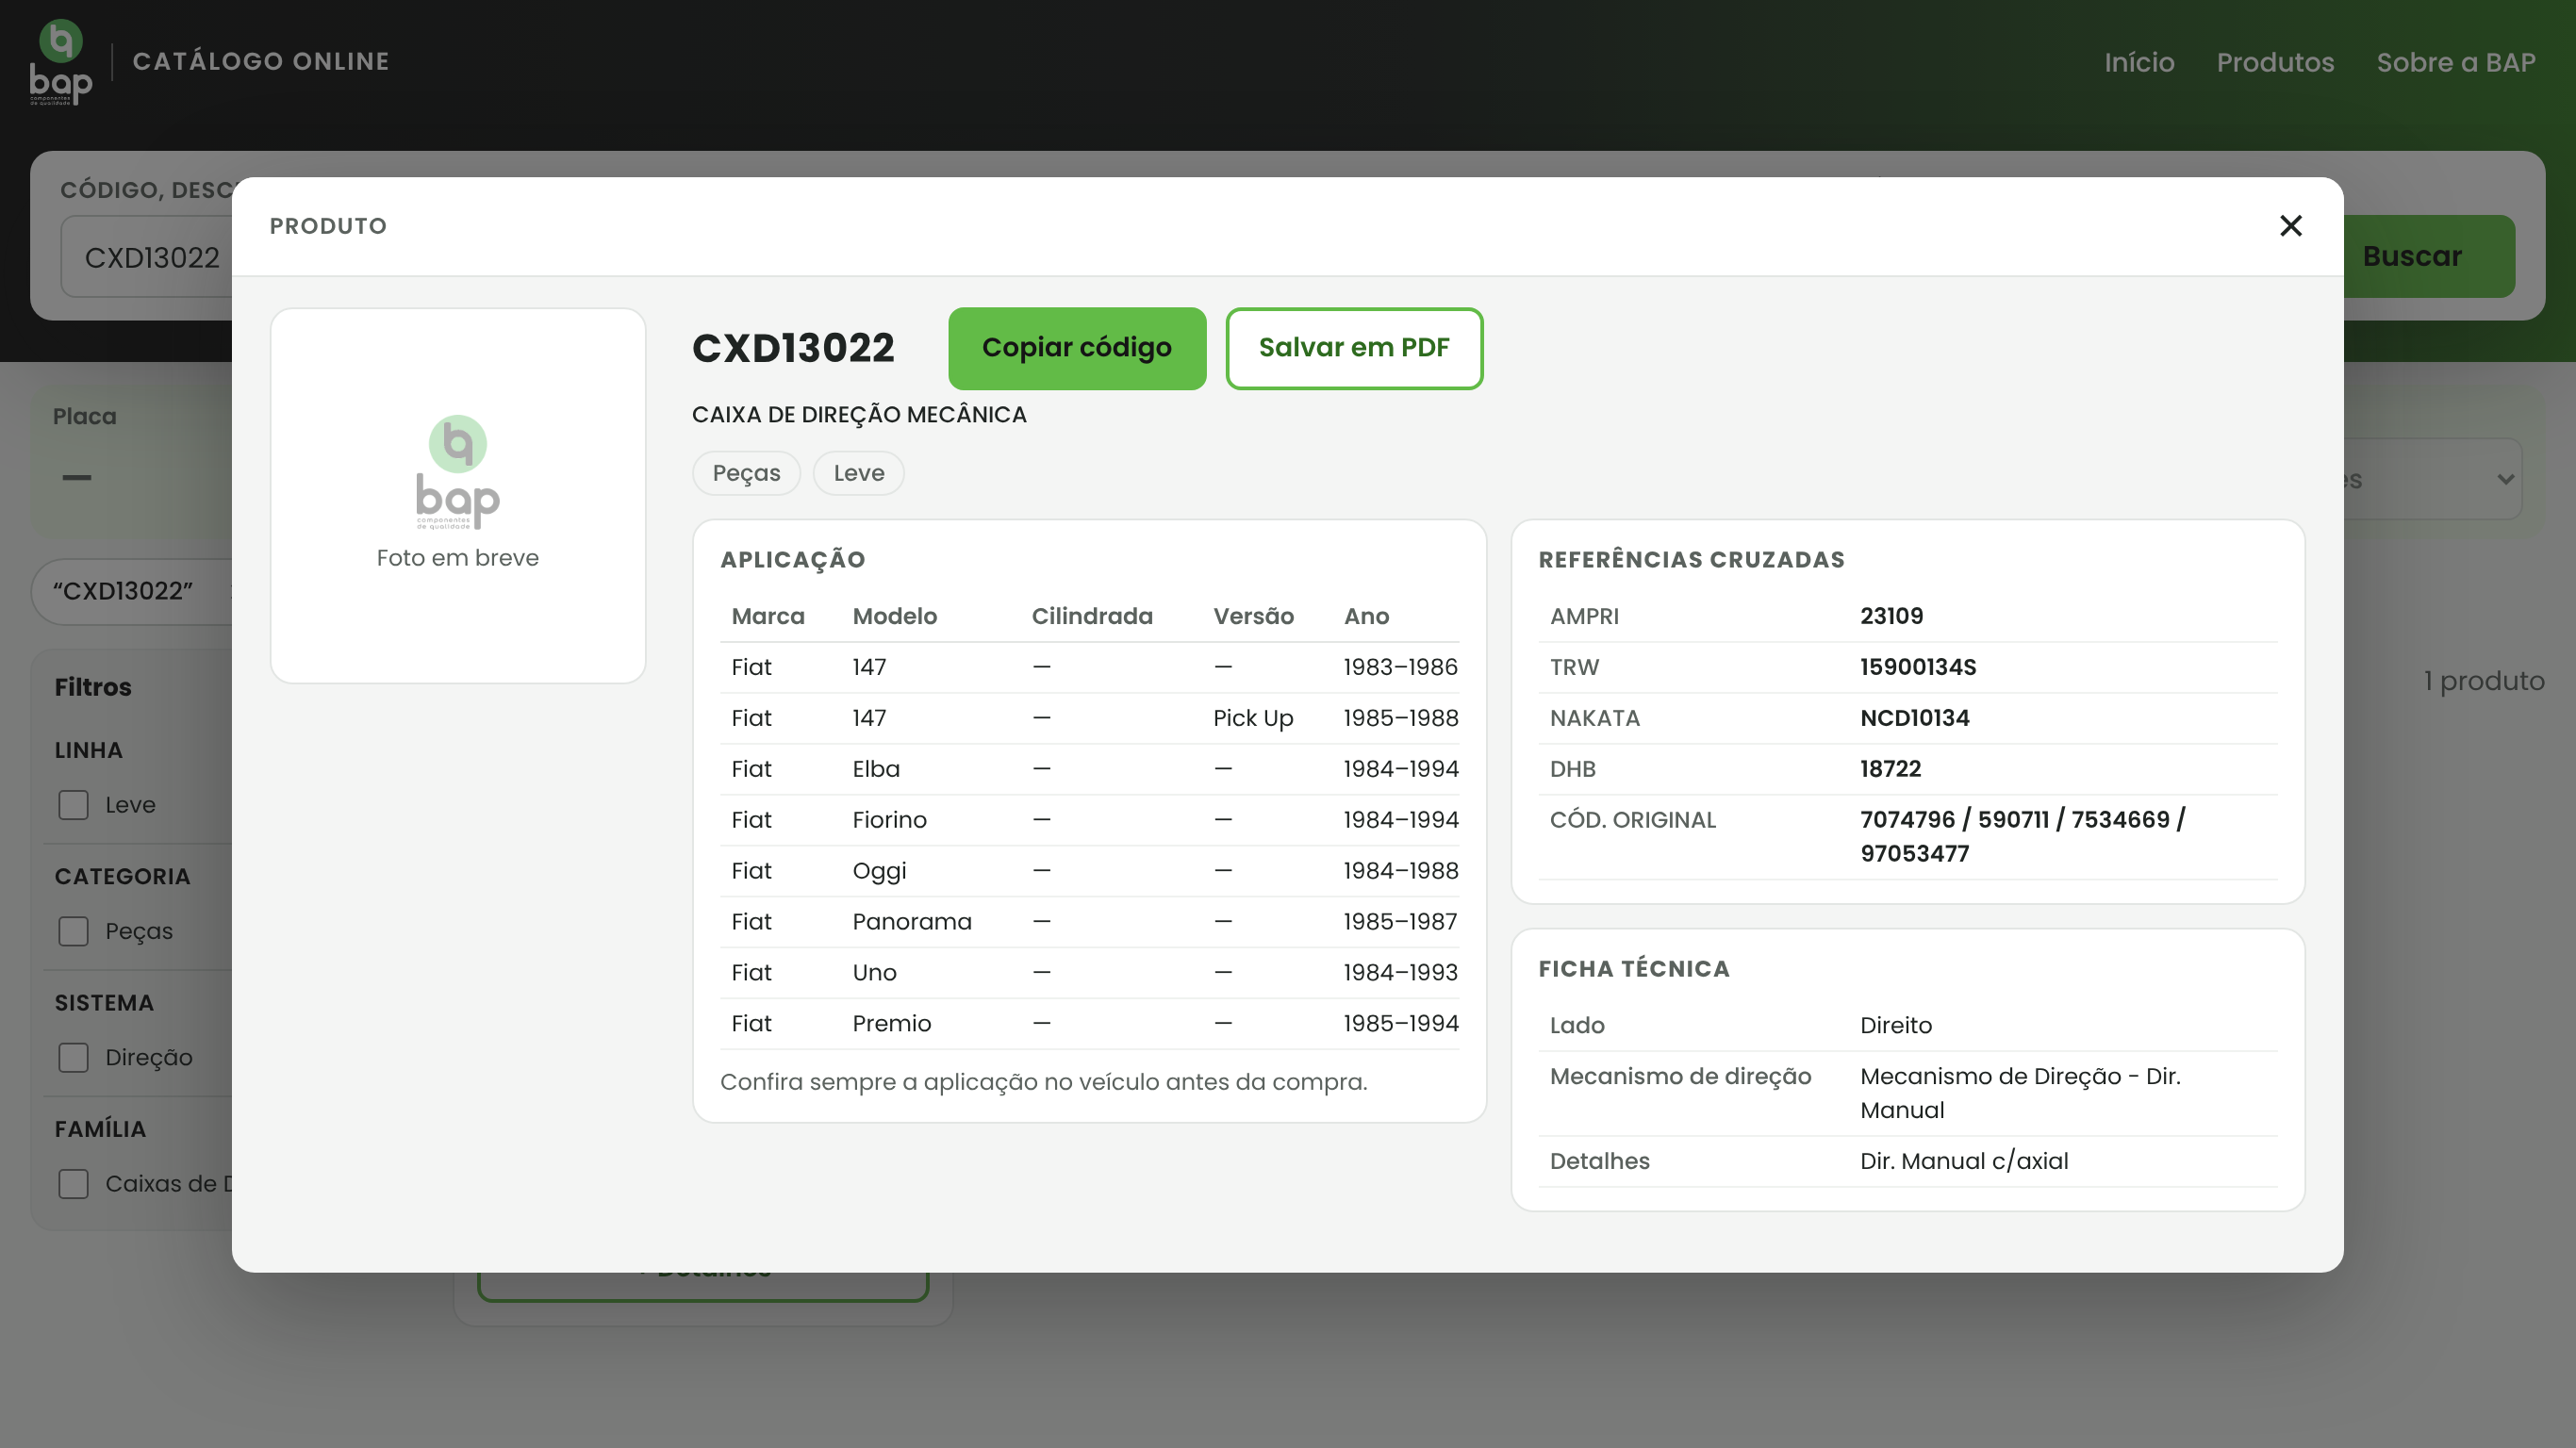 bap
componentes
de qualidade
CATÁLOGO ONLINE
Início
Produtos
Sobre a BAP
CÓDIGO, DESC
CXD13022
Buscar
Placa
—
“CXD13022”
Filtros
LINHA
Leve
CATEGORIA
Peças
SISTEMA
Direção
FAMÍLIA
Caixas de
1 produto
PRODUTO
bap
componentes
de qualidade
Foto em breve
CXD13022
Copiar código
Salvar em PDF
CAIXA DE DIREÇÃO MECÂNICA
Peças
Leve
APLICAÇÃO
Marca Modelo Cilindrada Versão Ano
Fiat 147 — — 1983–1986
Fiat 147 — Pick Up 1985–1988
Fiat Elba — — 1984–1994
Fiat Fiorino — — 1984–1994
Fiat Oggi — — 1984–1988
Fiat Panorama — — 1985–1987
Fiat Uno — — 1984–1993
Fiat Premio — — 1985–1994
Confira sempre a aplicação no veículo antes da compra.
REFERÊNCIAS CRUZADAS
AMPRI 23109
TRW 15900134S
NAKATA NCD10134
DHB 18722
CÓD. ORIGINAL 7074796 / 590711 / 7534669 /
97053477
FICHA TÉCNICA
Lado Direito
Mecanismo de direção Mecanismo de Direção - Dir.
Manual
Detalhes Dir. Manual c/axial